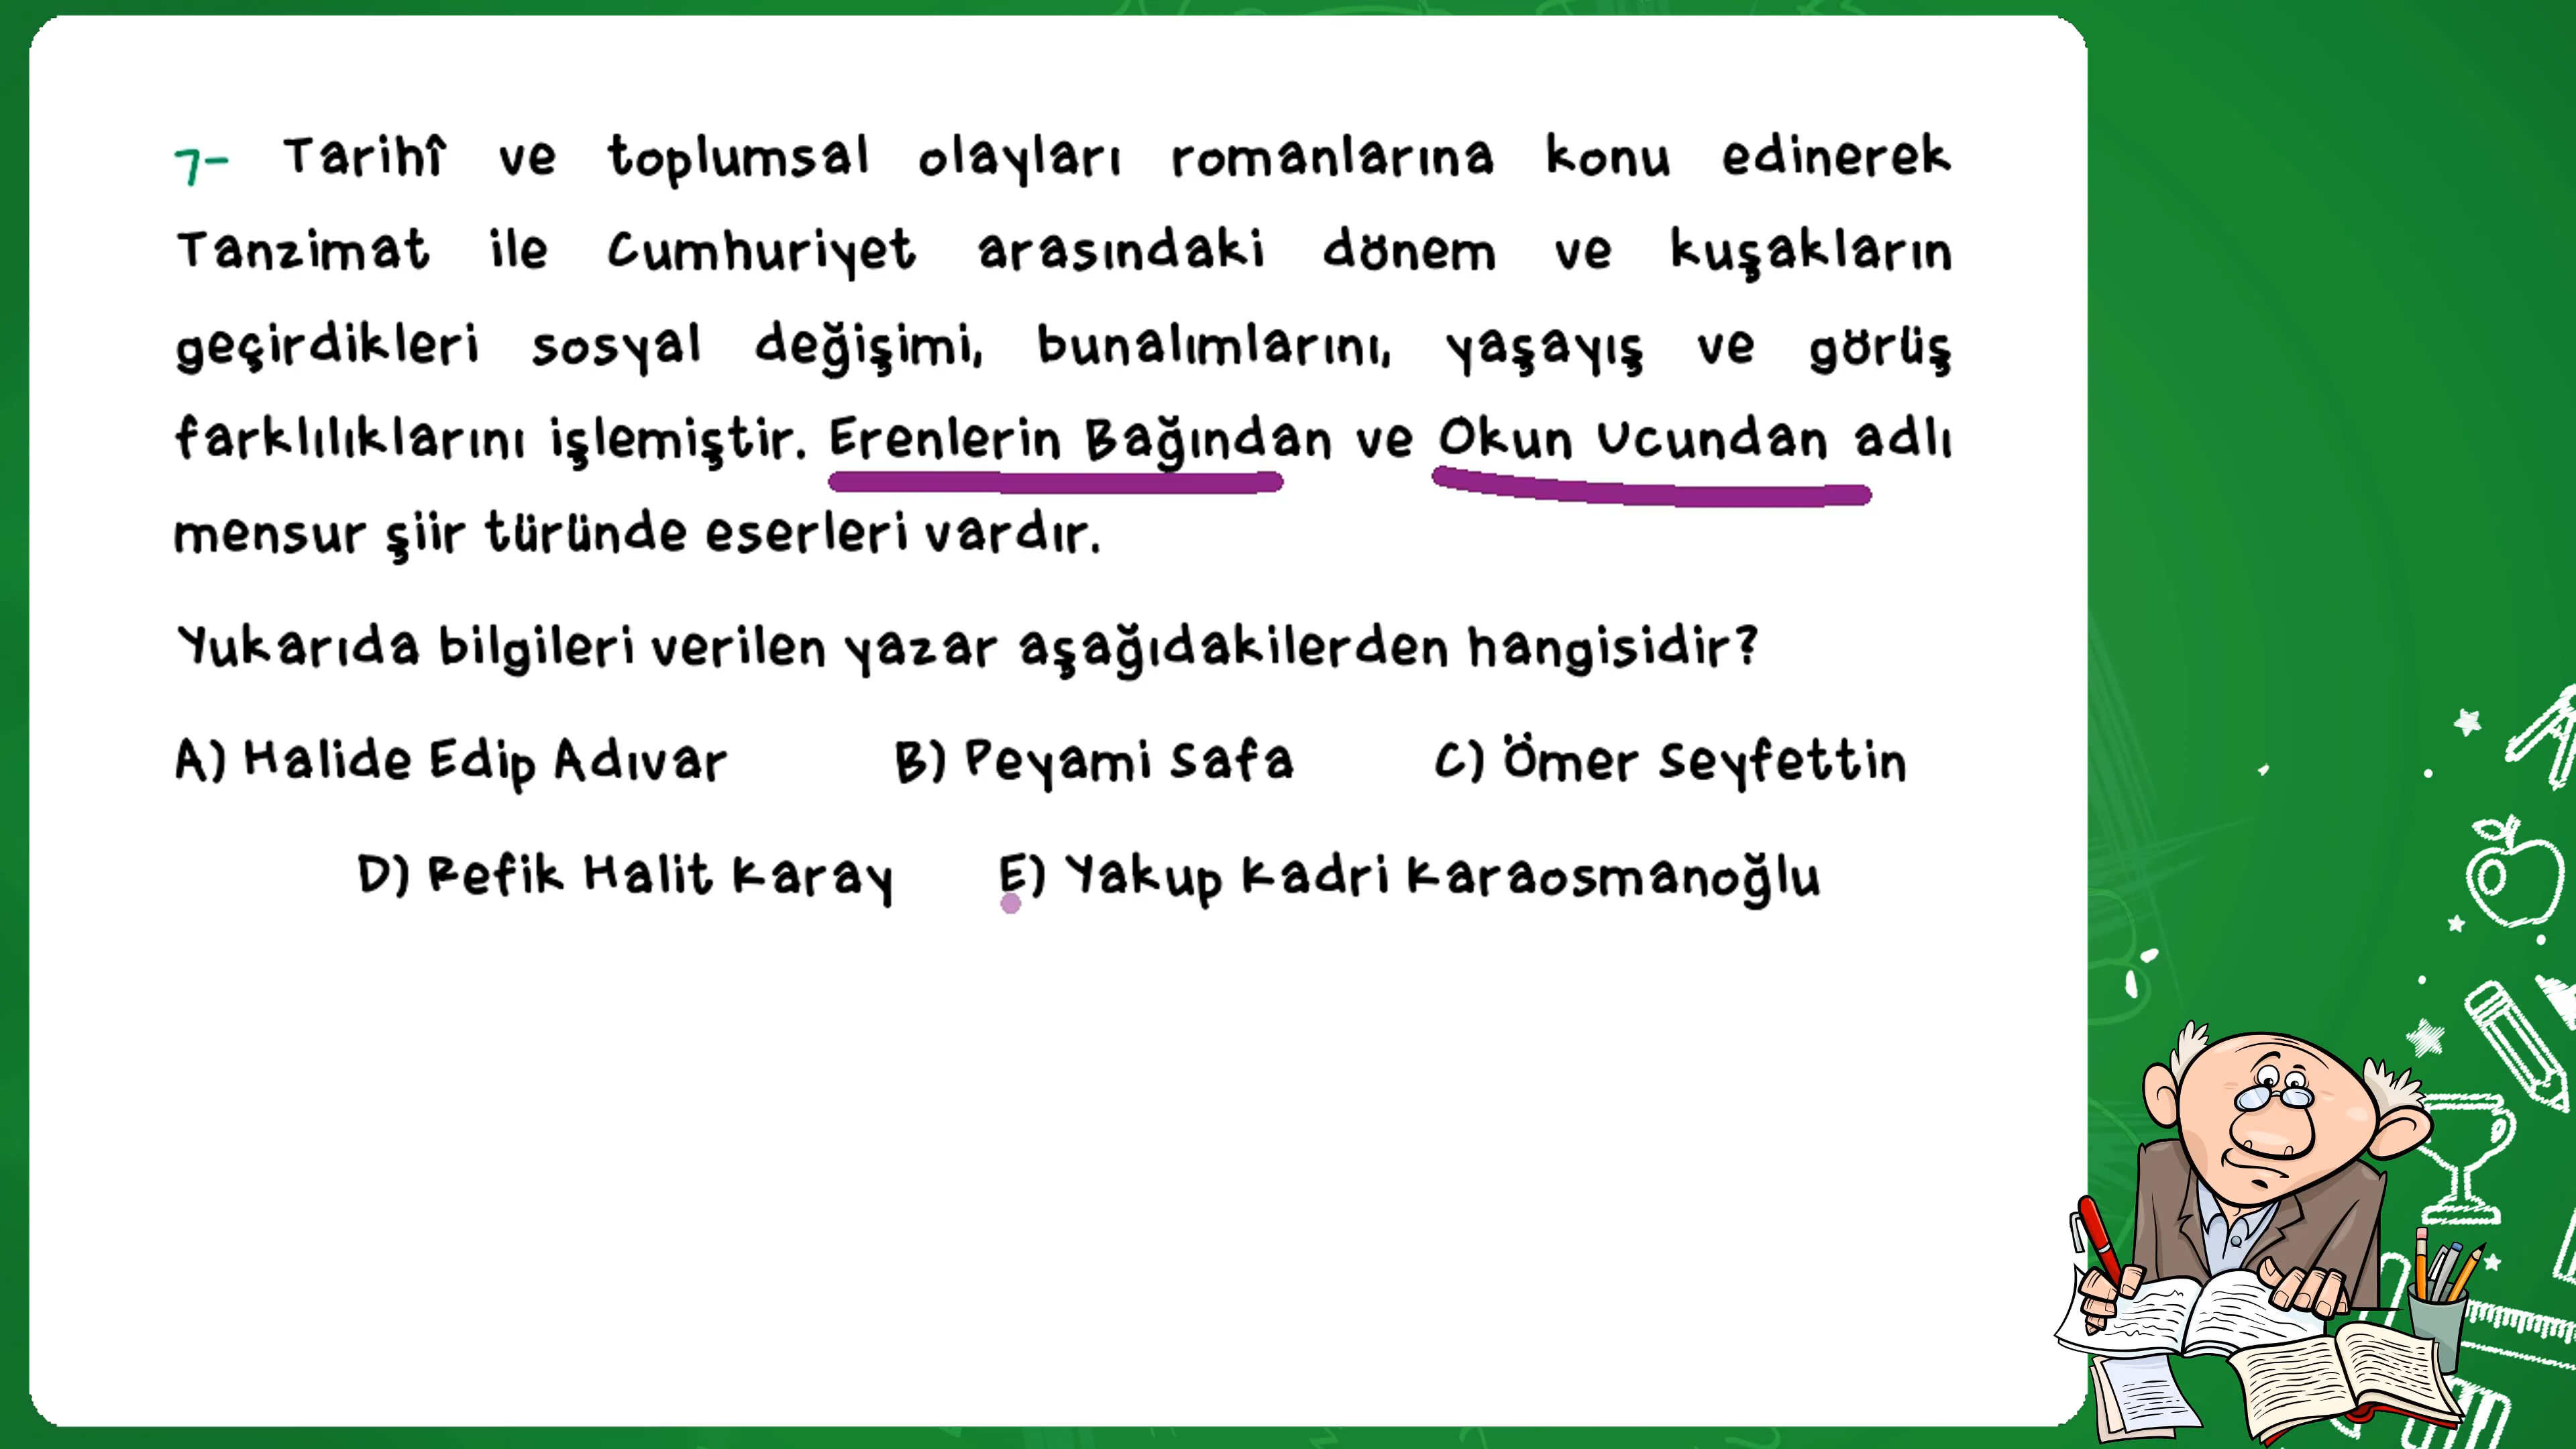 7- Tarihî ve toplumsal olayları romanlarına konu edinerek
Tanzimat ile Cumhuriyet arasındaki dönem ve kuşakların
geçirdikleri sosyal değişimi, bunalımlarını, yaşayış ve görüş
farklılıklarını işlemiştir. Erenlerin Bağından ve Okun Ucundan adlı
mensur şiir türünde eserleri vardır.
Yukarıda bilgileri verilen yazar aşağıdakilerden hangisidir?
A) Halide Edip Adıvar B) Peyami Safa C) Ömer Seyfettin
D) Refik Halit Karay E) Yakup Kadri Karaosmanoğlu